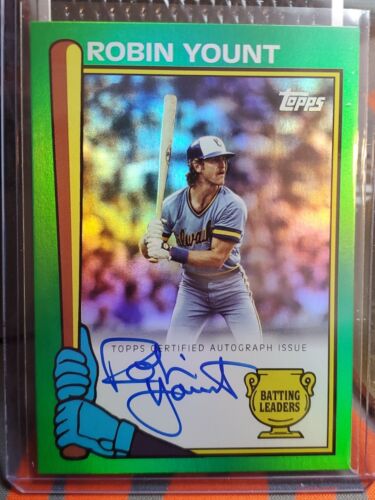 ROBIN YOUNT
Topps
TOPPS CERTIFIED AUTOGRAPH ISSUE
Robin
Yount
BATTING
LEADERS